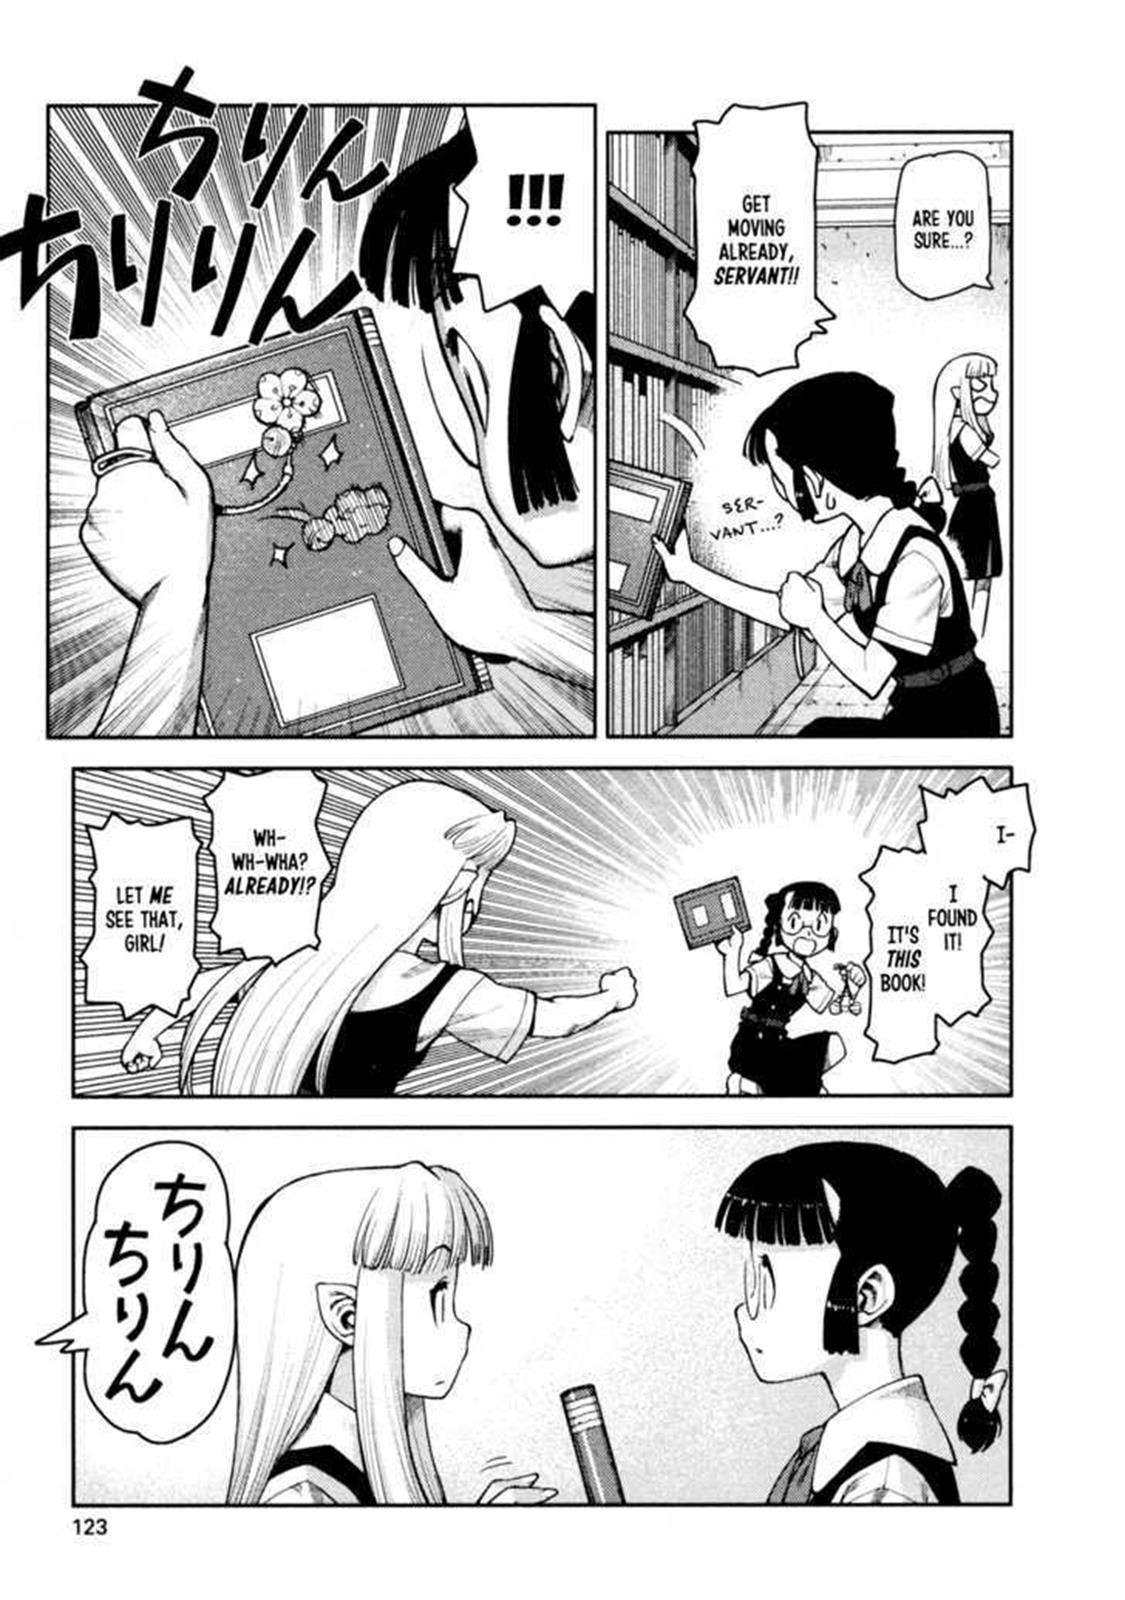 ARE YOU
SURE...?
GET
MOVING
ALREADY,
SERVANT!!
SER-
VANT...?
!!!
ちりん
ちりりん
I-
I
FOUND
IT!
IT'S
THIS
BOOK!
WH-
WH-WHA?
ALREADY!?
LET ME
SEE THAT,
GIRL!
ちりん
ちりん
123